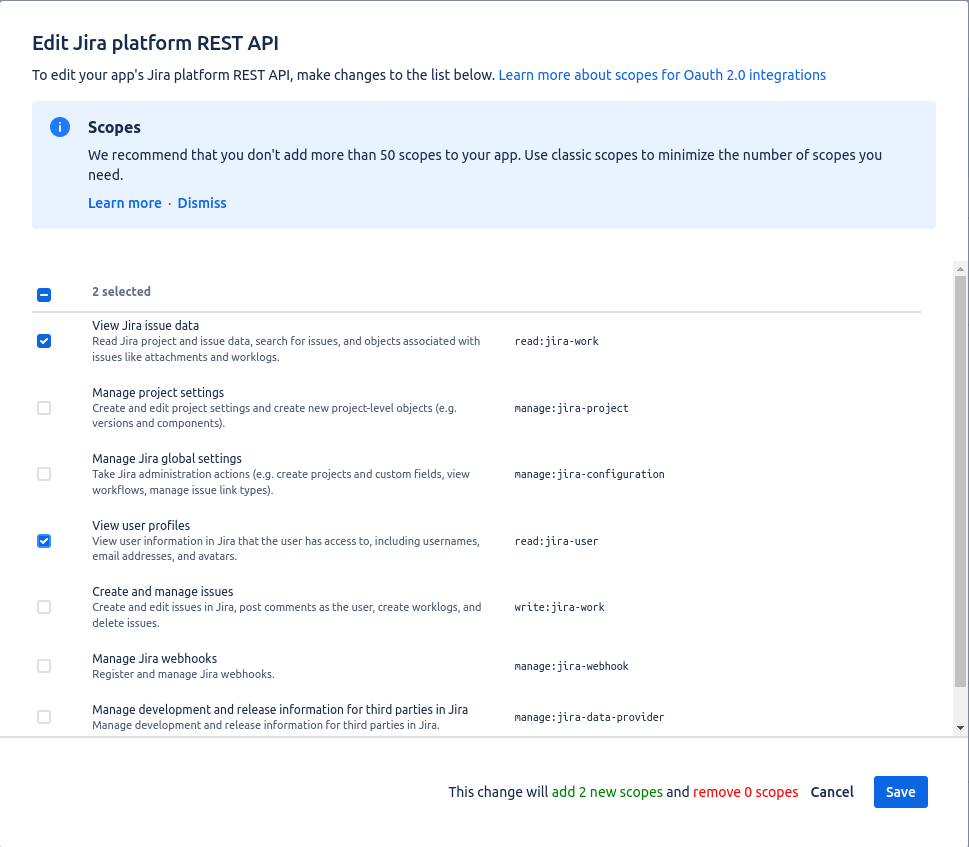 Edit Jira platform REST API
To edit your app's Jira platform REST API, make changes to the list below. Learn more about scopes for Oauth 2.0 integrations
Scopes
We recommend that you don't add more than 50 scopes to your app. Use classic scopes to minimize the number of scopes you
need.
Learn more · Dismiss
2 selected
View Jira issue data
Read Jira project and issue data, search for issues, and objects associated with
issues like attachments and worklogs.
read:jira-work
Manage project settings
Create and edit project settings and create new project-level objects (e.g.
versions and components).
manage:jira-project
Manage Jira global settings
Take Jira administration actions (e.g. create projects and custom fields, view
workflows, manage issue link types).
manage:jira-configuration
View user profiles
View user information in Jira that the user has access to, including usernames,
email addresses, and avatars.
read:jira-user
Create and manage issues
Create and edit issues in Jira, post comments as the user, create worklogs, and
delete issues.
write:jira-work
Manage Jira webhooks
Register and manage Jira webhooks.
manage:jira-webhook
Manage development and release information for third parties in Jira
Manage development and release information for third parties in Jira.
manage:jira-data-provider
This change will add 2 new scopes and remove 0 scopes Cancel Save